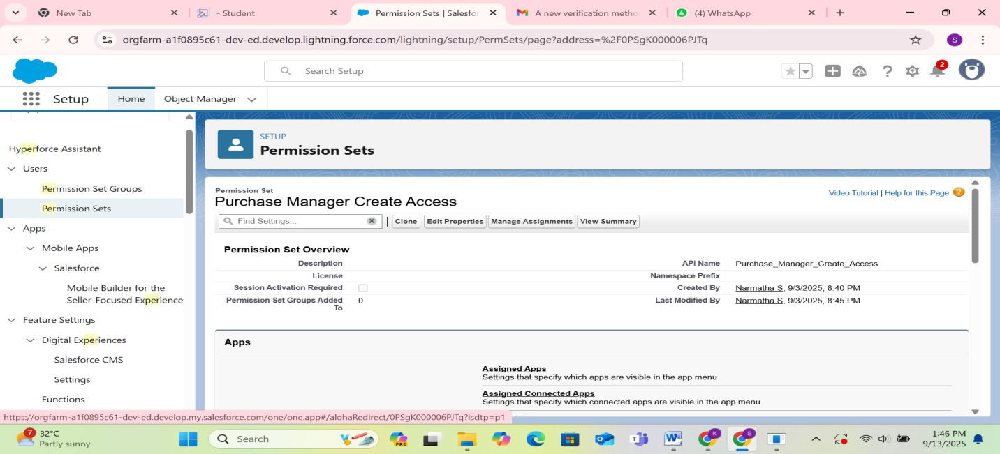 New Tab
- Student
Permission Sets | Salesfo
A new verification metho
(4) WhatsApp
orgfarm-a1f0895c61-dev-ed.develop.lightning.force.com/lightning/setup/PermSets/page?address=%2F0PSgK000006PJTq
S
Search Setup
2
Setup
Home
Object Manager
Hyperforce Assistant
Users
Permission Set Groups
Permission Sets
Apps
Mobile Apps
Salesforce
Mobile Builder for the
Seller-Focused Experience
Feature Settings
Digital Experiences
Salesforce CMS
Settings
Functions
SETUP
Permission Sets
Permission Set
Purchase Manager Create Access
Video Tutorial | Help for this Page
Find Settings...
Clone
Edit Properties
Manage Assignments
View Summary
Permission Set Overview
Description
API Name Purchase_Manager_Create_Access
License
Namespace Prefix
Session Activation Required
Created By Narmatha S, 9/3/2025, 8:40 PM
Permission Set Groups Added To 0
Last Modified By Narmatha S, 9/3/2025, 8:45 PM
Apps
Assigned Apps
Settings that specify which apps are visible in the app menu
Assigned Connected Apps
Settings that specify which connected apps are visible in the app menu
https://orgfarm-a1f0895c61-dev-ed.develop.my.salesforce.com/one/one.app#/alohaRedirect/0PSgK000006PJTq?isdtp=p1
7
32°C
Partly sunny
Search
PRE
K
S
1:46 PM
9/13/2025